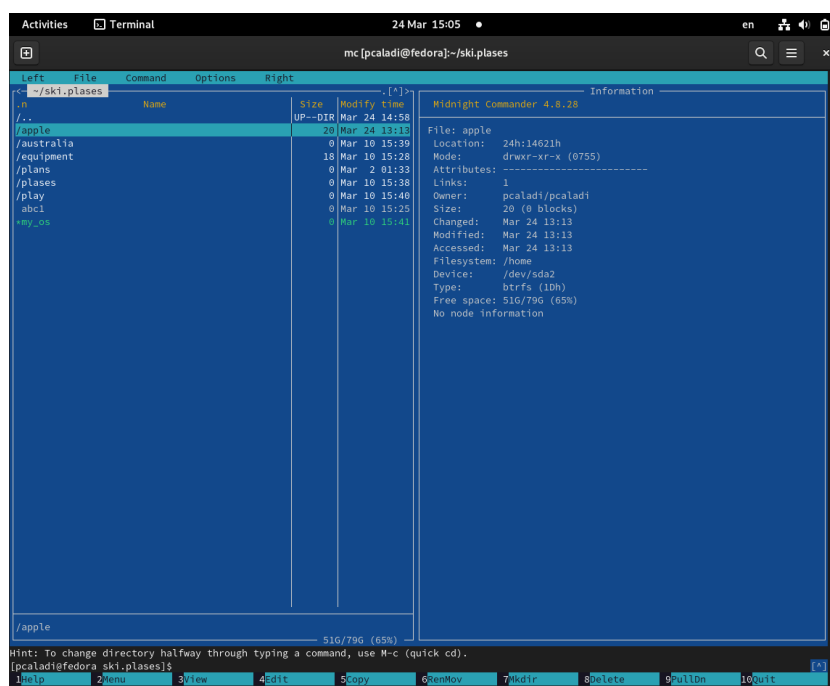 Activities Terminal 24 Mar 15:05 en
mc [pcaladi@fedora]:~/ski.plases
Left File Command Options Right
<— ~/ski.plases .[^]>
.n Name Size Modify time
/.. UP--DIR Mar 24 14:58
/apple 20 Mar 24 13:13
/australia 0 Mar 10 15:39
/equipment 18 Mar 10 15:28
/plans 0 Mar 2 01:33
/plases 0 Mar 10 15:38
/play 0 Mar 10 15:40
abc1 0 Mar 10 15:25
*my_os 0 Mar 10 15:41
/apple
51G/79G (65%)
Information
Midnight Commander 4.8.28
File: apple
Location: 24h:14621h
Mode: drwxr-xr-x (0755)
Attributes: -------------------------
Links: 1
Owner: pcaladi/pcaladi
Size: 20 (0 blocks)
Changed: Mar 24 13:13
Modified: Mar 24 13:13
Accessed: Mar 24 13:13
Filesystem: /home
Device: /dev/sda2
Type: btrfs (1Dh)
Free space: 51G/79G (65%)
No node information
Hint: To change directory halfway through typing a command, use M-c (quick cd).
[pcaladi@fedora ski.plases]$ [^]
1Help 2Menu 3View 4Edit 5Copy 6RenMov 7Mkdir 8Delete 9PullDn 10Quit